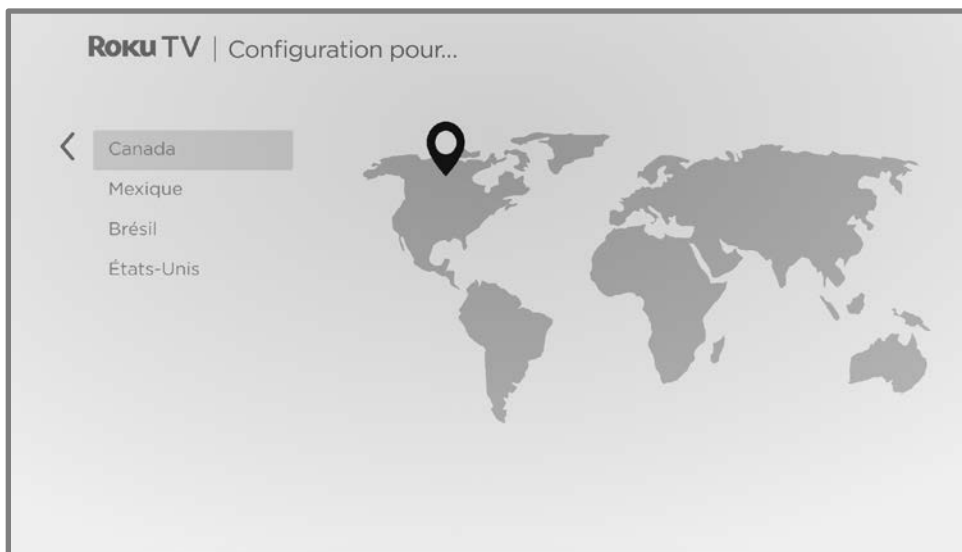 Roku TV | Configuration pour...
Canada
Mexique
Brésil
États-Unis